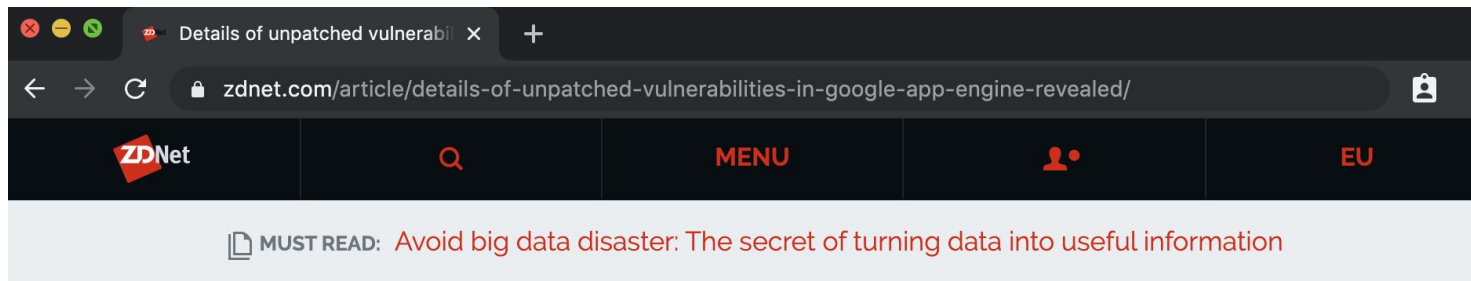 Details of unpatched vulnerabil
zdnet.com/article/details-of-unpatched-vulnerabilities-in-google-app-engine-revealed/
ZDNet MENU EU
MUST READ: Avoid big data disaster: The secret of turning data into useful information